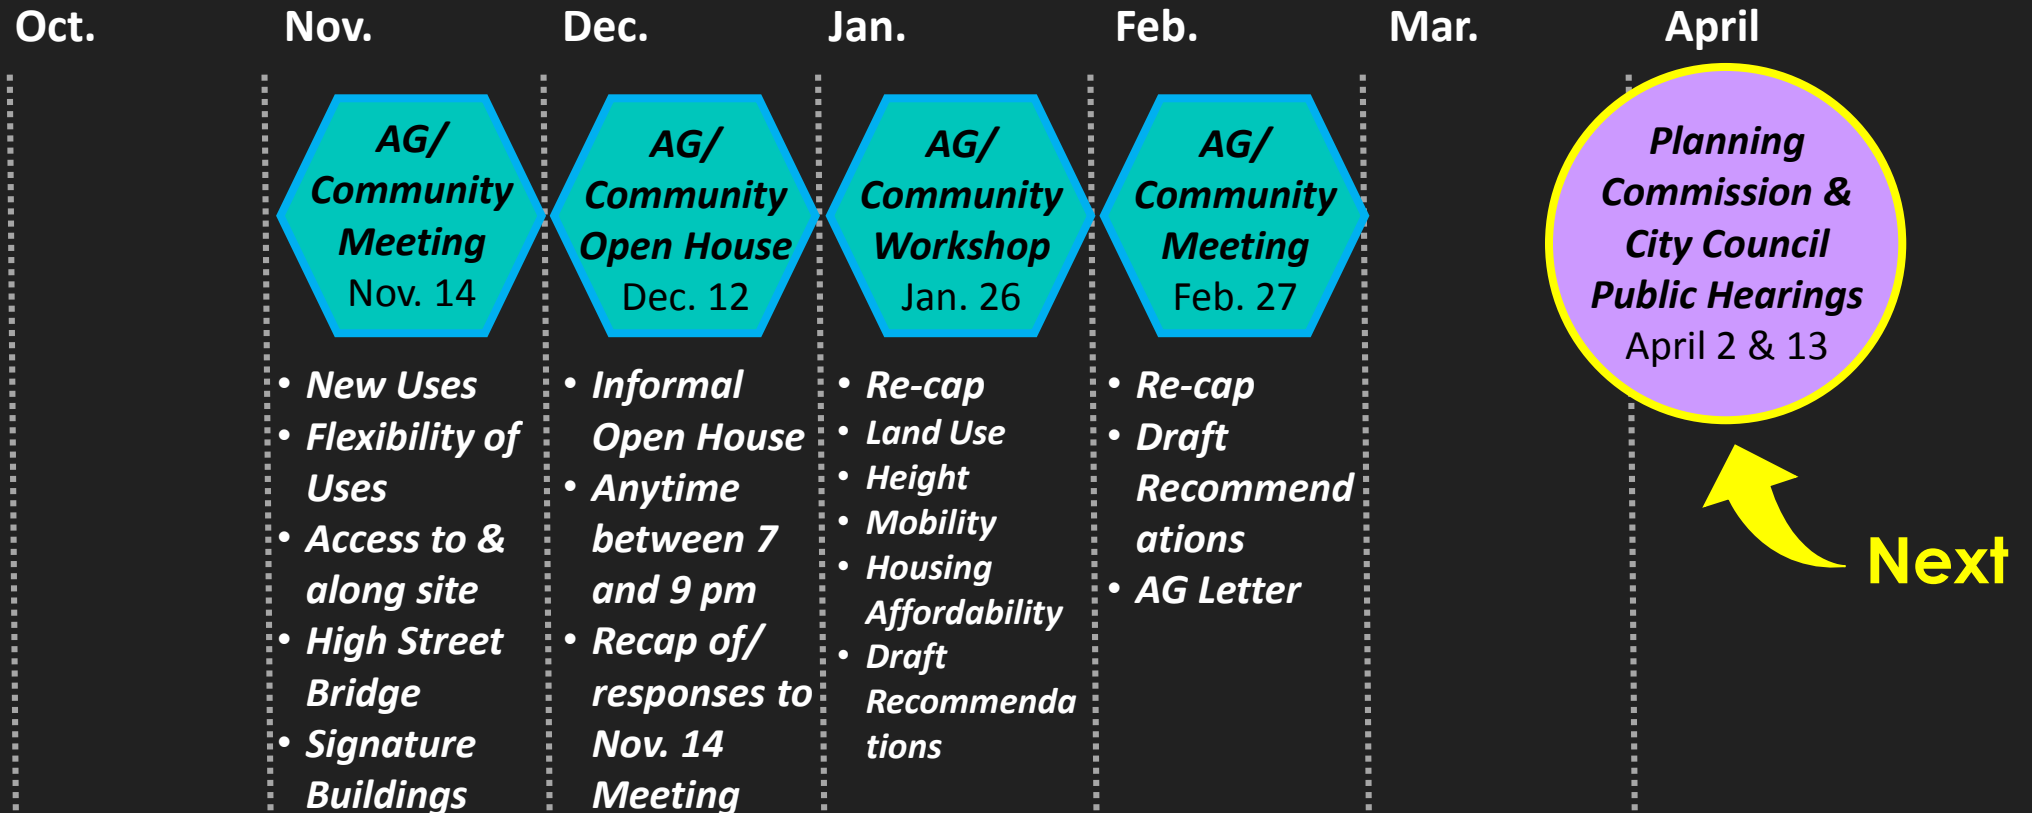 Oct.
Nov.
Dec.
Jan.
Feb.
Mar.
April
AG/
Community
Meeting
Nov. 14
• New Uses
• Flexibility of
Uses
• Access to &
along site
• High Street
Bridge
• Signature
Buildings
AG/
Community
Open House
Dec. 12
• Informal
Open House
• Anytime
between 7
and 9 pm
• Recap of/
responses to
Nov. 14
Meeting
AG/
Community
Workshop
Jan. 26
• Re-cap
• Land Use
• Height
• Mobility
• Housing
Affordability
• Draft
Recommenda
tions
AG/
Community
Meeting
Feb. 27
• Re-cap
• Draft
Recommend
ations
• AG Letter
Planning
Commission &
City Council
Public Hearings
April 2 & 13
Next